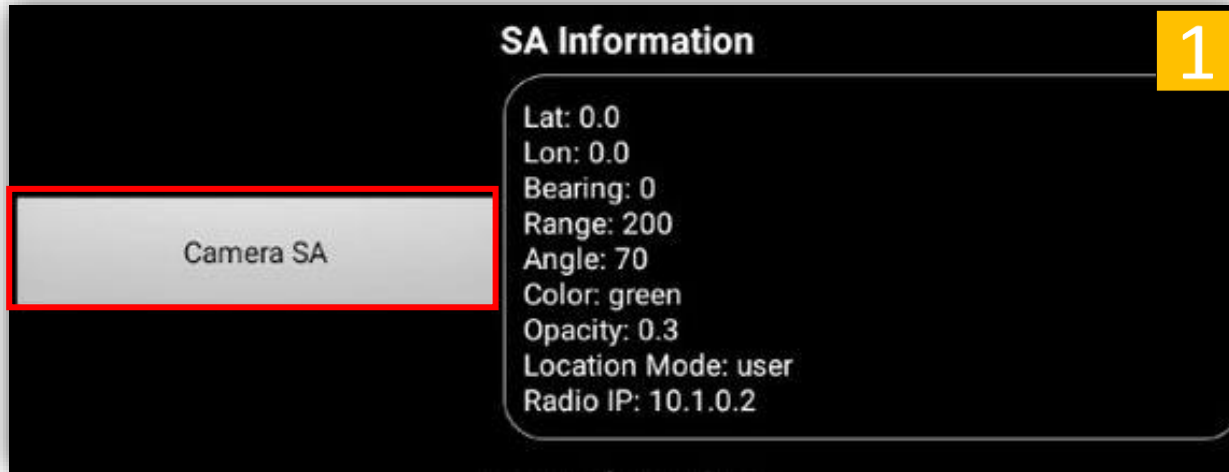 SA Information
1
Lat: 0.0
Lon: 0.0
Bearing: 0
Range: 200
Camera SA
Angle: 70
Color: green
Opacity: 0.3
Location Mode: user
Radio IP: 10.1.0.2